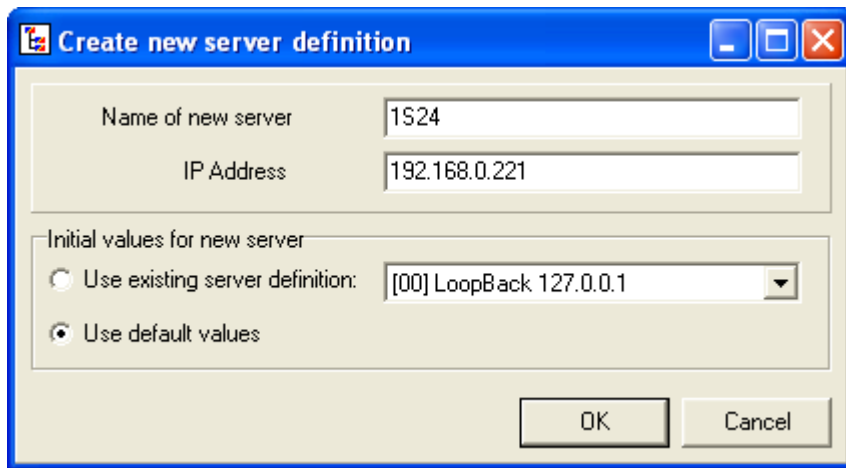 Create new server definition
Name of new server 1S24
IP Address 192.168.0.221
Initial values for new server
Use existing server definition: [00] LoopBack 127.0.0.1
Use default values
OK Cancel